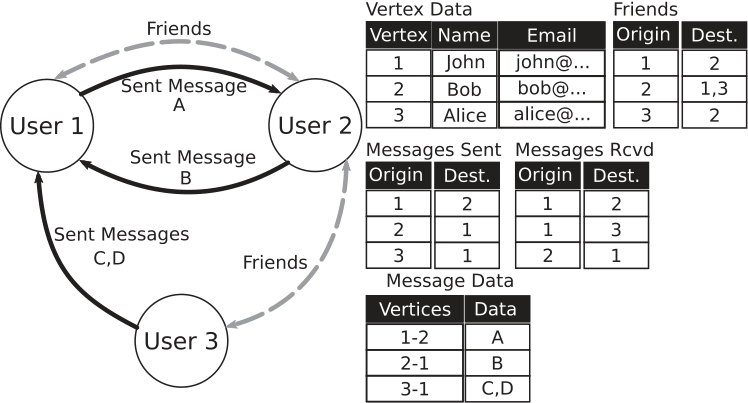 Friends
Sent Message
A
User 1
User 2
Sent Message
B
Sent Messages
C,D
Friends
User 3
Vertex Data
Vertex Name Email
1 John john@...
2 Bob bob@...
3 Alice alice@...
Friends
Origin Dest.
1 2
2 1,3
3 2
Messages Sent
Origin Dest.
1 2
2 1
3 1
Messages Rcvd
Origin Dest.
1 2
1 3
2 1
Message Data
Vertices Data
1-2 A
2-1 B
3-1 C,D